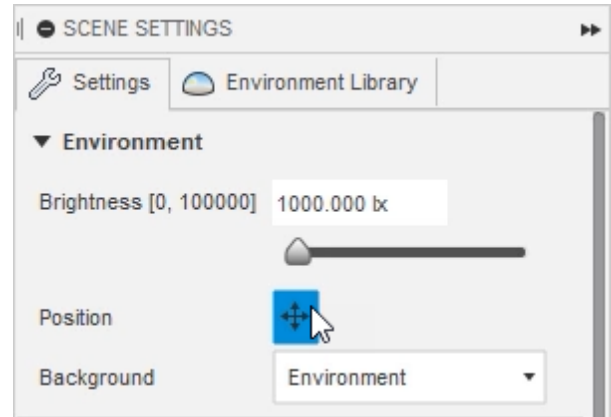 SCENE SETTINGS
Settings Environment Library
Environment
Brightness [0, 100000] 1000.000 lx
Position
Background Environment